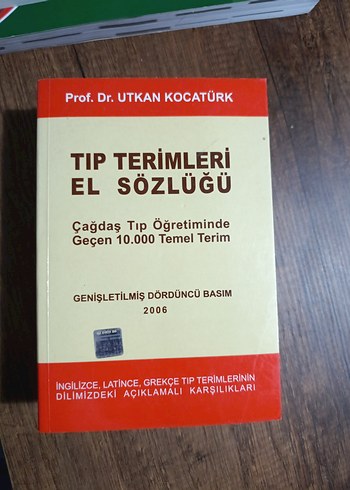 Prof. Dr. UTKAN KOCATÜRK
TIP TERİMLERİ
EL SÖZLÜĞÜ
Çağdaş Tıp Öğretiminde
Geçen 10.000 Temel Terim
GENİŞLETİLMİŞ DÖRDÜNCÜ BASIM
2006
İNGİLİZCE, LATİNCE, GREKÇE TIP TERİMLERİNİN
DİLİMİZDEKİ AÇIKLAMALI KARŞILIKLARI